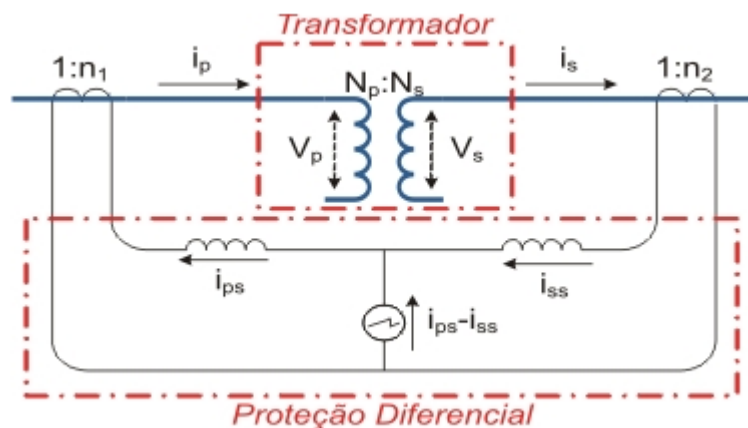 Transformador
1:n₁
iₚ
Nₚ:Nₛ
iₛ
1:n₂
Vₚ
Vₛ
iₚₛ
iₛₛ
iₚₛ-iₛₛ
Proteção Diferencial